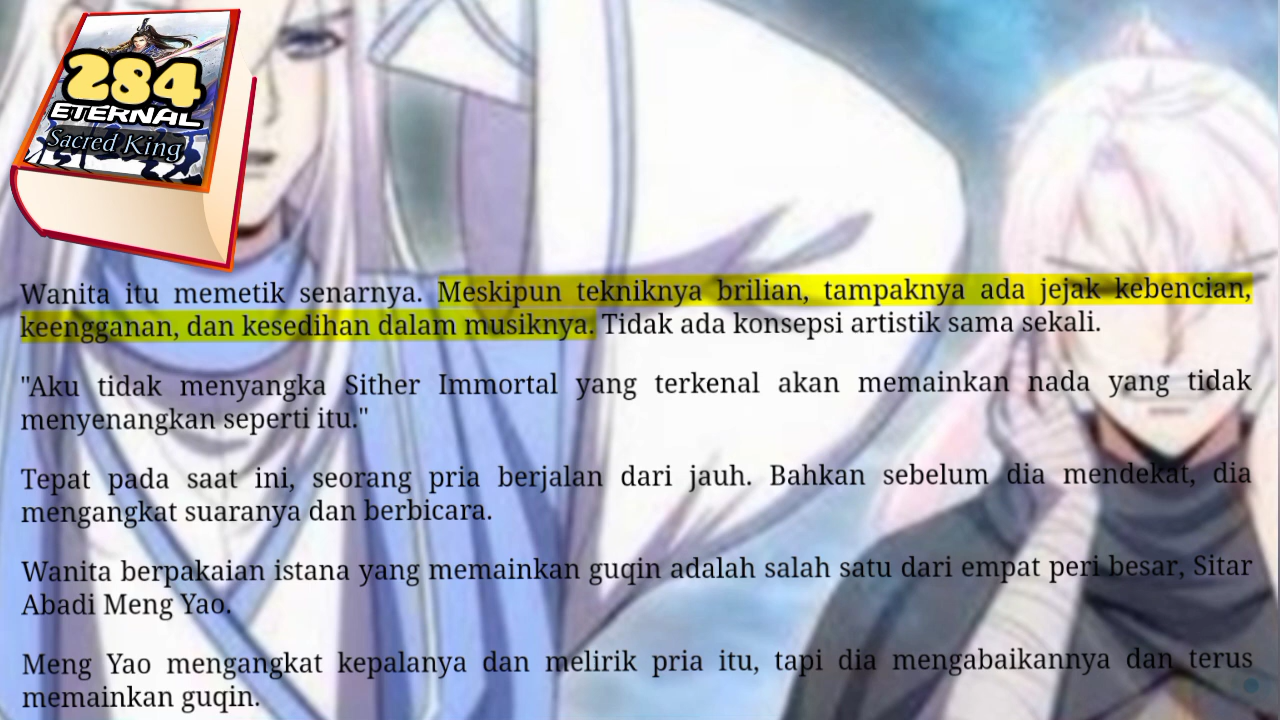 284
ETERNAL
Sacred King
Wanita itu memetik senarnya. Meskipun tekniknya brilian, tampaknya ada jejak kebencian,
keengganan, dan kesedihan dalam musiknya. Tidak ada konsepsi artistik sama sekali.
"Aku tidak menyangka Sither Immortal yang terkenal akan memainkan nada yang tidak
menyenangkan seperti itu."
Tepat pada saat ini, seorang pria berjalan dari jauh. Bahkan sebelum dia mendekat, dia
mengangkat suaranya dan berbicara.
Wanita berpakaian istana yang memainkan guqin adalah salah satu dari empat peri besar, Sitar
Abadi Meng Yao.
Meng Yao mengangkat kepalanya dan melirik pria itu, tapi dia mengabaikannya dan terus
memainkan guqin.